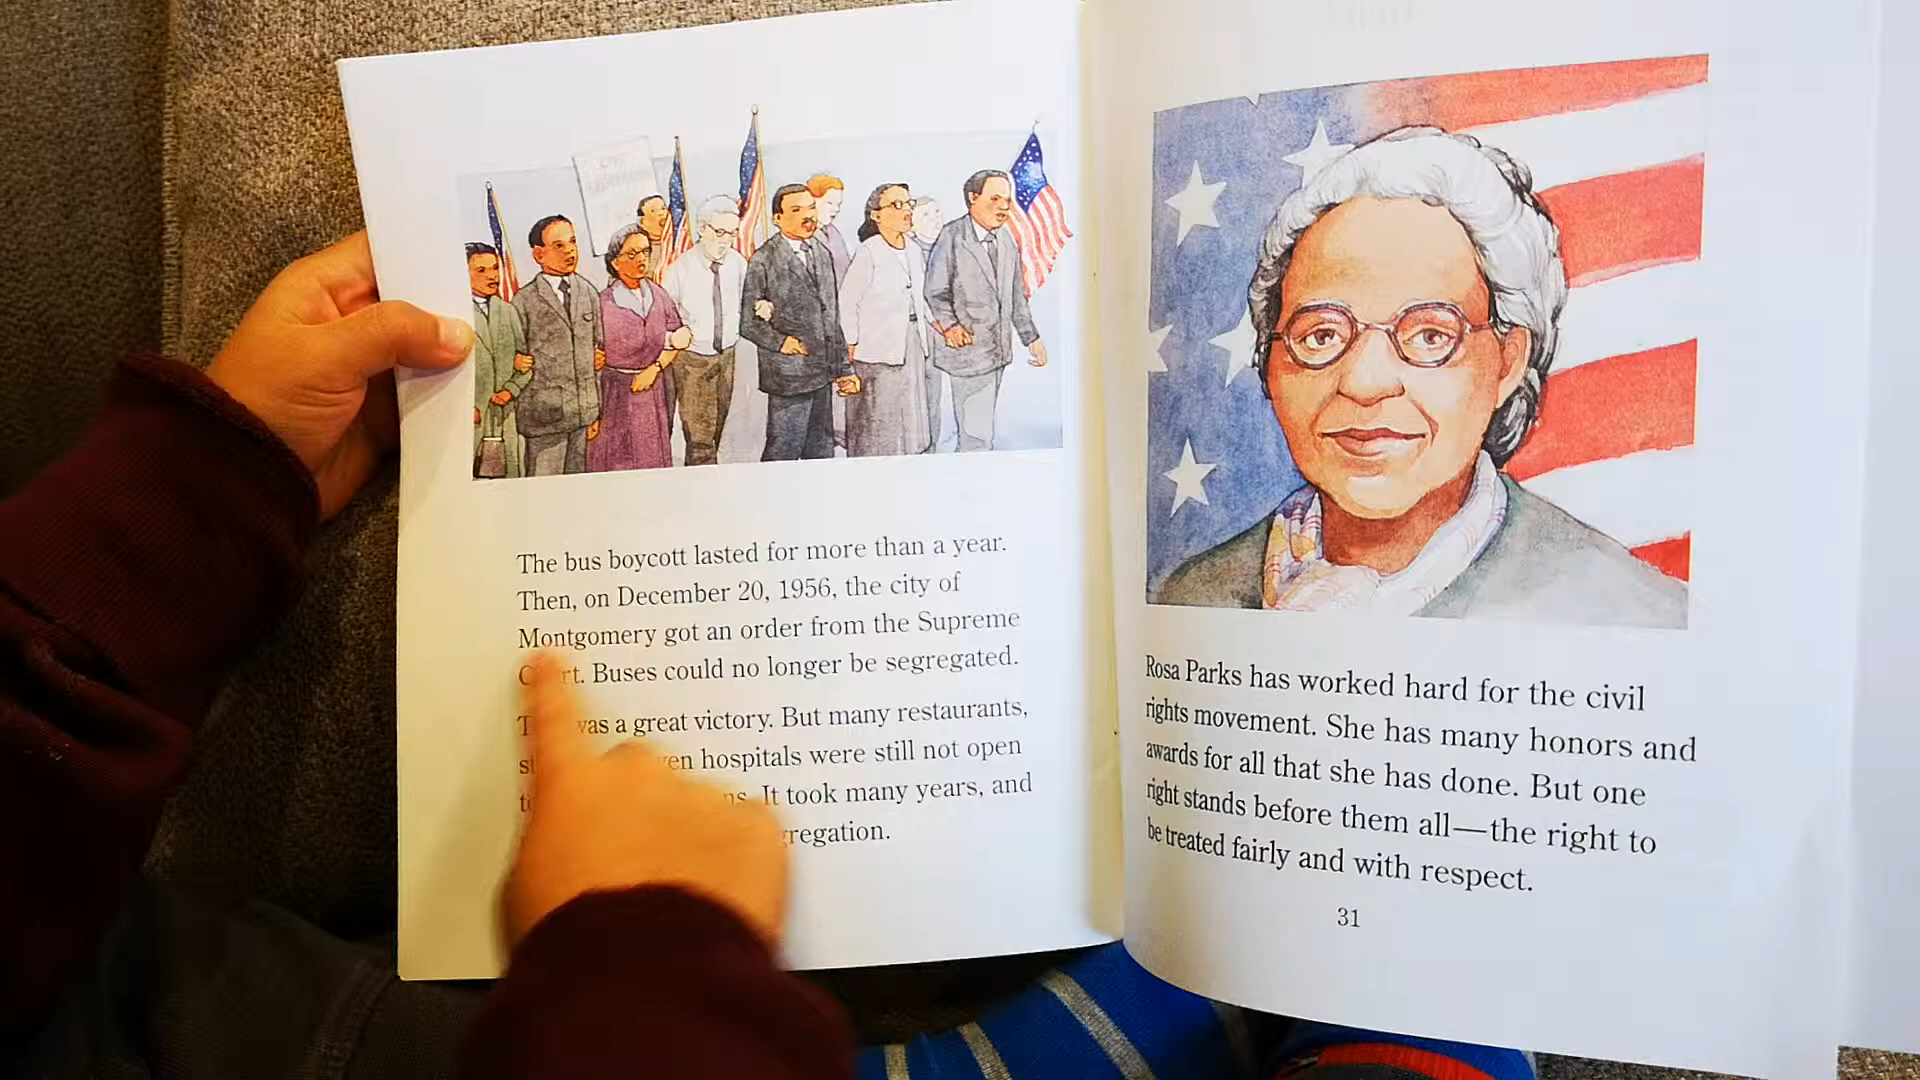 The bus boycott lasted for more than a year.
Then, on December 20, 1956, the city of
Montgomery got an order from the Supreme
Buses could no longer be segregated.
was a great victory. But many restaurants,
hospitals were still not open
It took many years, and
Rosa Parks has worked hard for the civil
rights movement. She has many honors and
awards for all that she has done. But one
right stands before them all—the right to
be treated fairly and with respect.
31